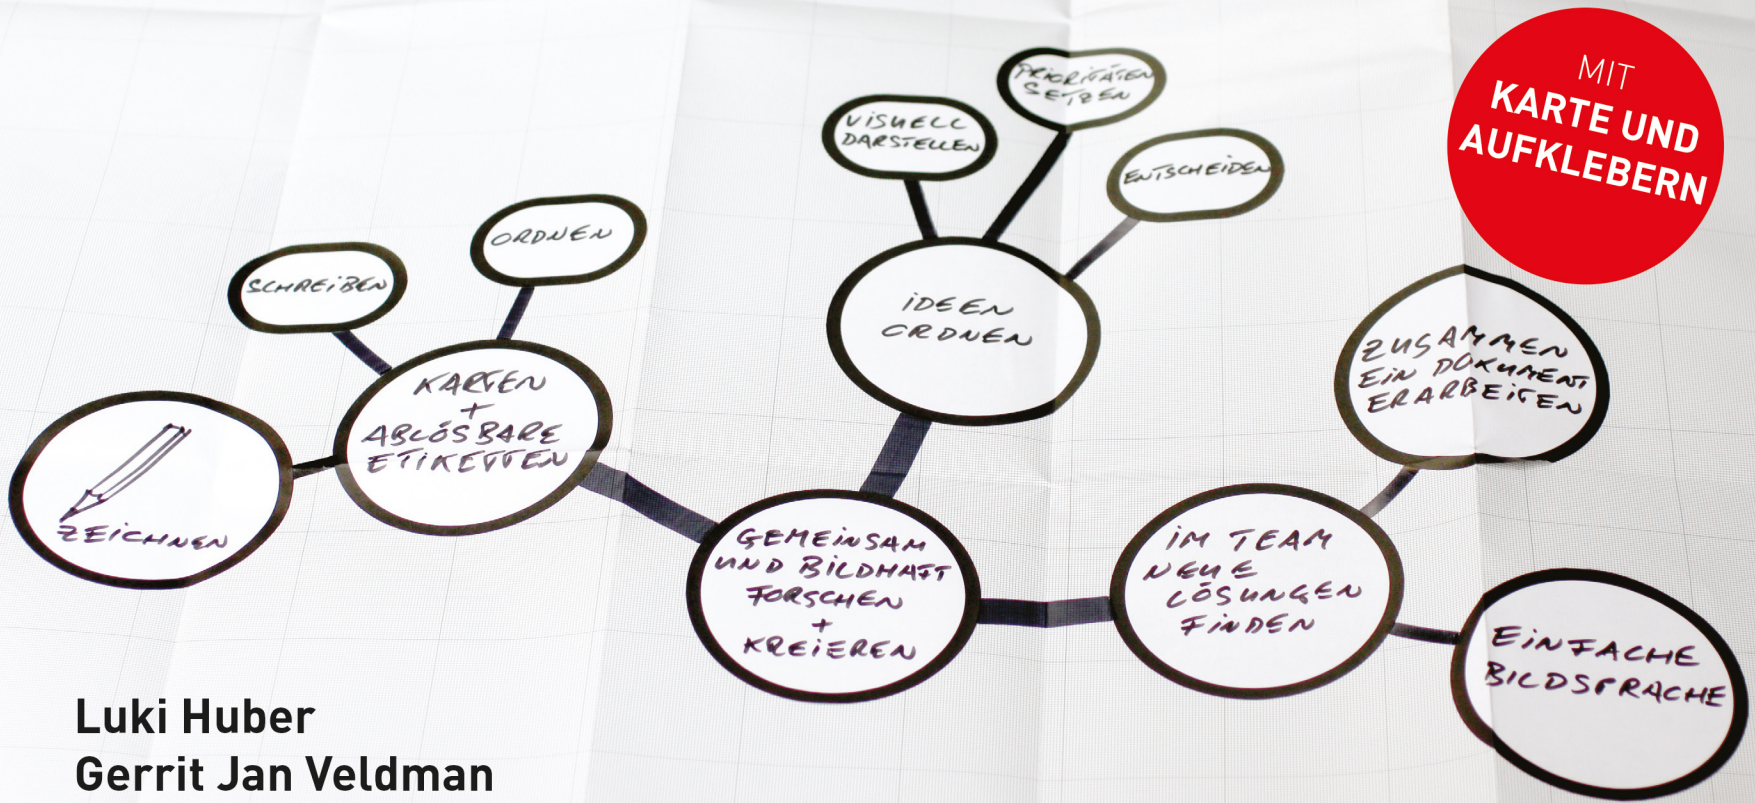 MIT
KARTE UND
AUFKLEBERN
PRIORITÄTEN
SETZEN
VISUELL
DARSTELLEN
ENTSCHEIDEN
ORDNEN
SCHREIBEN
IDEEN
ORDNEN
ZUSAMMEN
EIN DOKUMENT
ERARBEITEN
KARTEN
+
ABLÖSBARE
ETIKETTEN
ZEICHNEN
GEMEINSAM
UND BILDHAFT
FORSCHEN
+
KREIEREN
IM TEAM
NEUE
LÖSUNGEN
FINDEN
EINFACHE
BILDSPRACHE
Luki Huber
Gerrit Jan Veldman